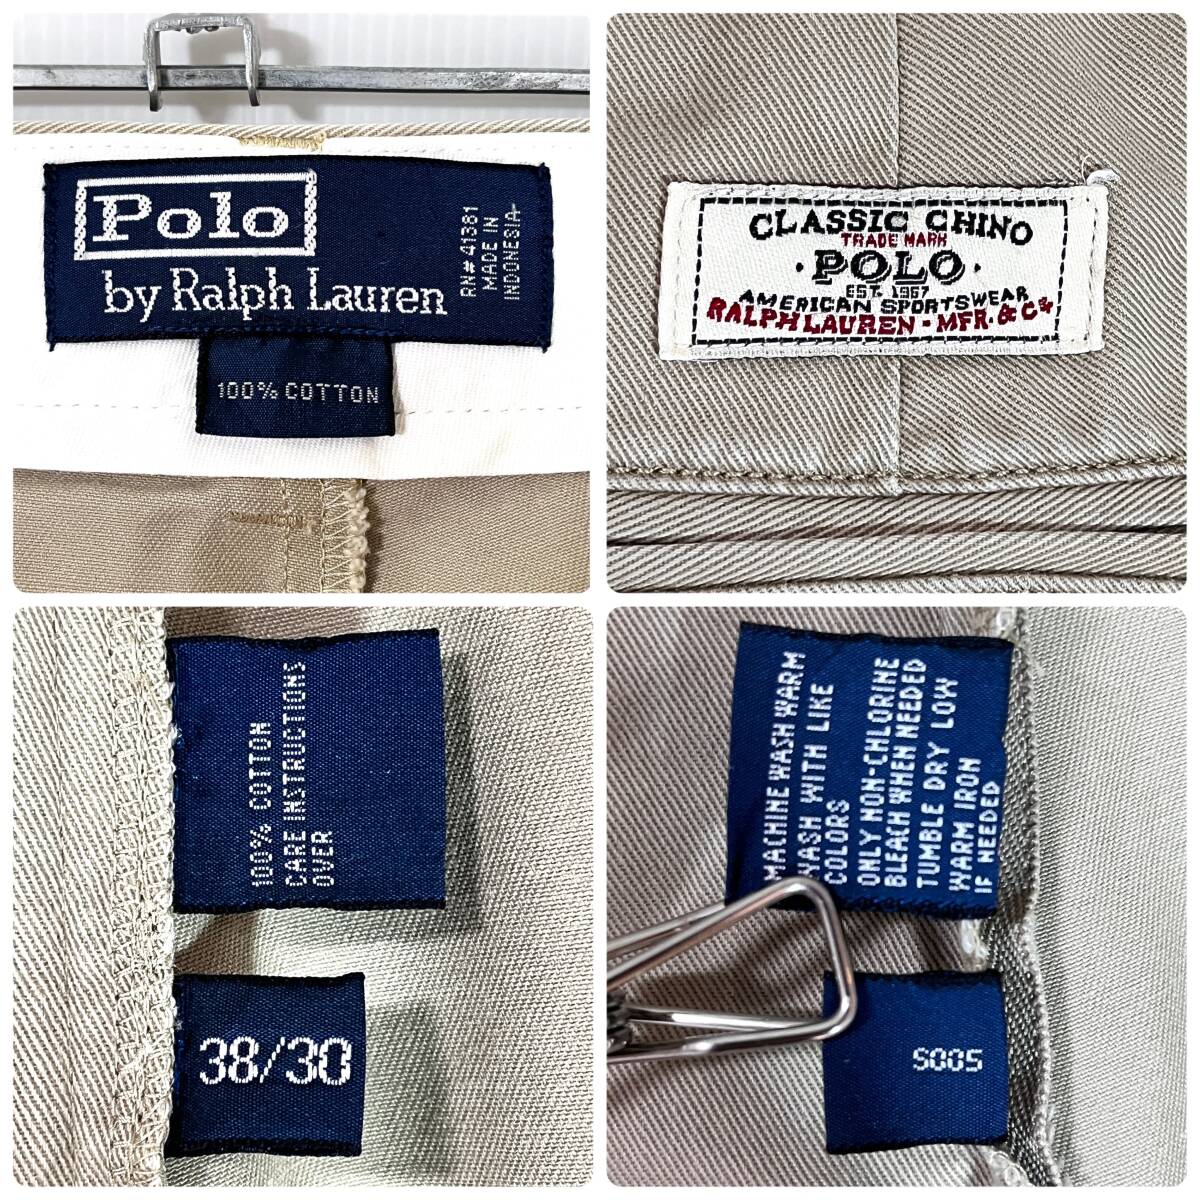 Polo
by Ralph Lauren
RN# 41381
MADE IN
INDONESIA
100% COTTON
CLASSIC CHINO
TRADE MARK
·POLO·
EST. 1967
AMERICAN SPORTSWEAR
RALPH LAUREN - MFR. & Co
100% COTTON
CARE INSTRUCTIONS
OVER
38/30
MACHINE WASH WARM
WASH WITH LIKE
COLORS
ONLY NON-CHLORINE
BLEACH WHEN NEEDED
TUMBLE DRY LOW
WARM IRON
IF NEEDED
S005